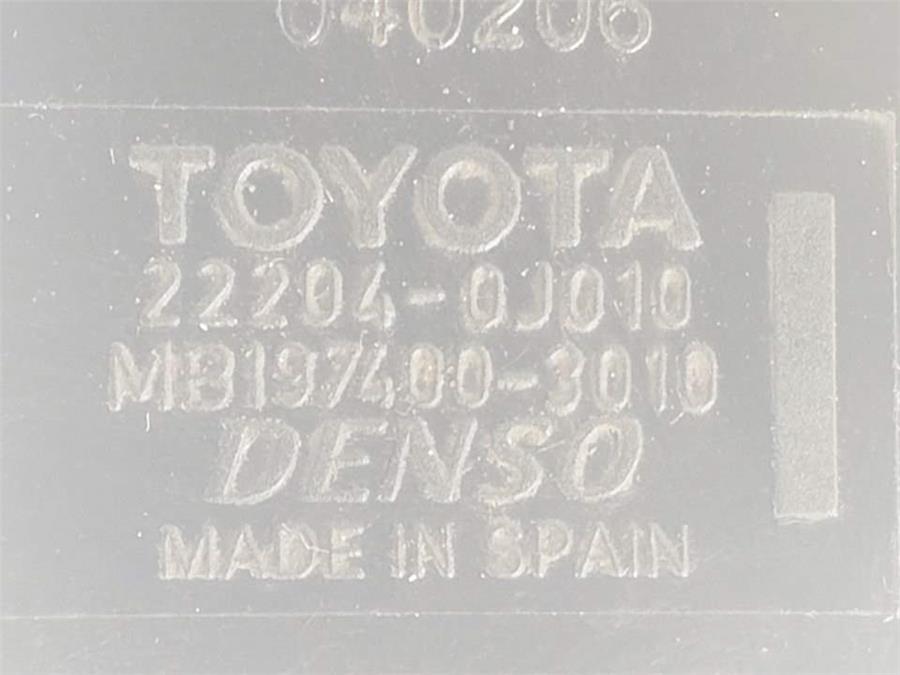 040206
TOYOTA
22204-0J010
MB197400-3010
DENSO
MADE IN SPAIN